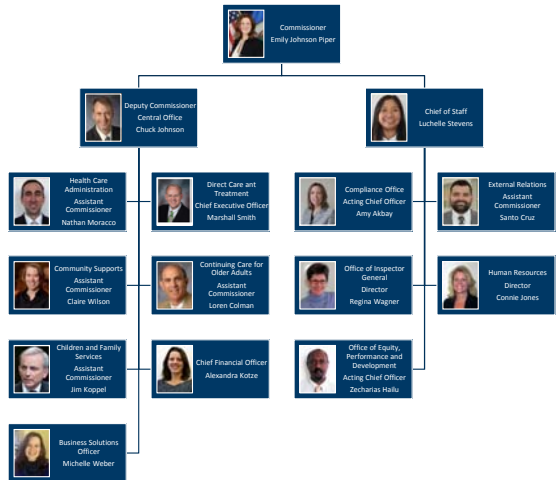 Commissioner
Emily Johnson Piper
Deputy Commissioner
Central Office
Chuck Johnson
Chief of Staff
Luchelle Stevens
Health Care
Administration
Assistant
Commissioner
Nathan Moracco
Direct Care ant
Treatment
Chief Executive Officer
Marshall Smith
Compliance Office
Acting Chief Officer
Amy Akbay
External Relations
Assistant
Commissioner
Santo Cruz
Community Supports
Assistant
Commissioner
Claire Wilson
Continuing Care for
Older Adults
Assistant
Commissioner
Loren Colman
Office of Inspector
General
Director
Regina Wagner
Human Resources
Director
Connie Jones
Children and Family
Services
Assistant
Commissioner
Jim Koppel
Chief Financial Officer
Alexandra Kotze
Office of Equity,
Performance and
Development
Acting Chief Officer
Zecharias Hailu
Business Solutions
Officer
Michelle Weber